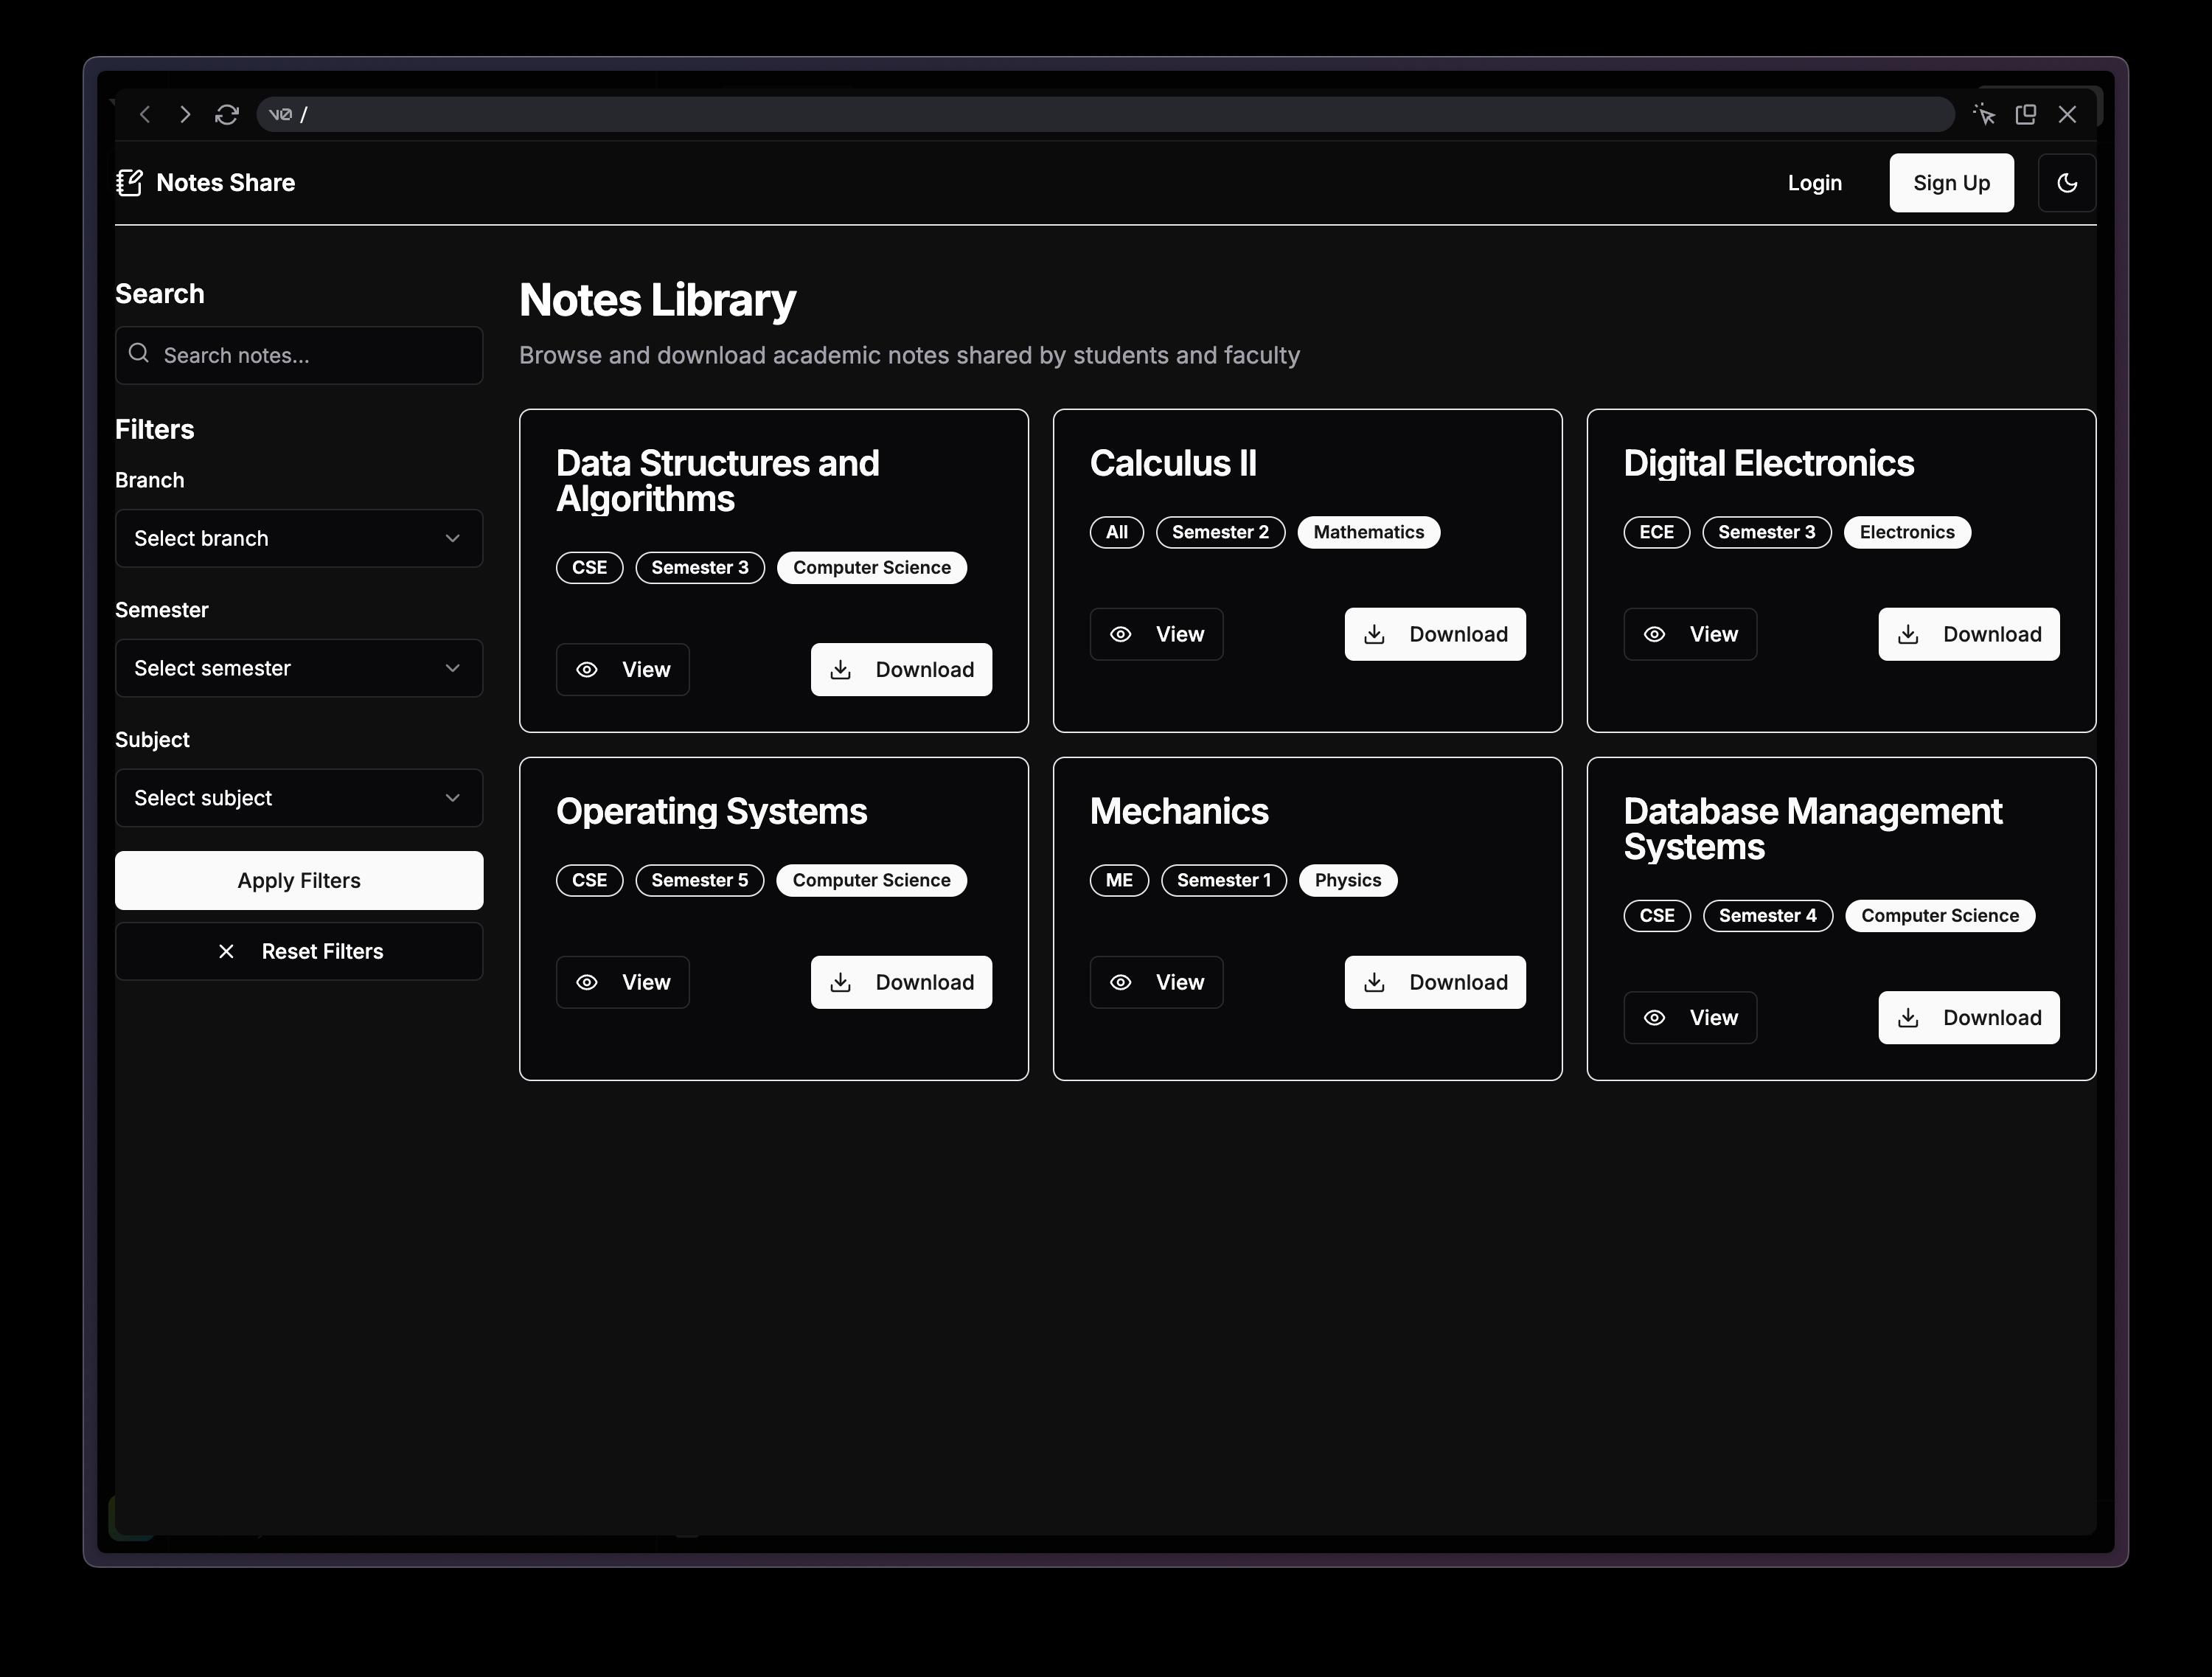 v0 /
Notes Share
Login
Sign Up
Search
Search notes...
Filters
Branch
Select branch
Semester
Select semester
Subject
Select subject
Apply Filters
Reset Filters
Notes Library
Browse and download academic notes shared by students and faculty
Data Structures and
Algorithms
CSE Semester 3 Computer Science
View Download
Calculus II
All Semester 2 Mathematics
View Download
Digital Electronics
ECE Semester 3 Electronics
View Download
Operating Systems
CSE Semester 5 Computer Science
View Download
Mechanics
ME Semester 1 Physics
View Download
Database Management
Systems
CSE Semester 4 Computer Science
View Download